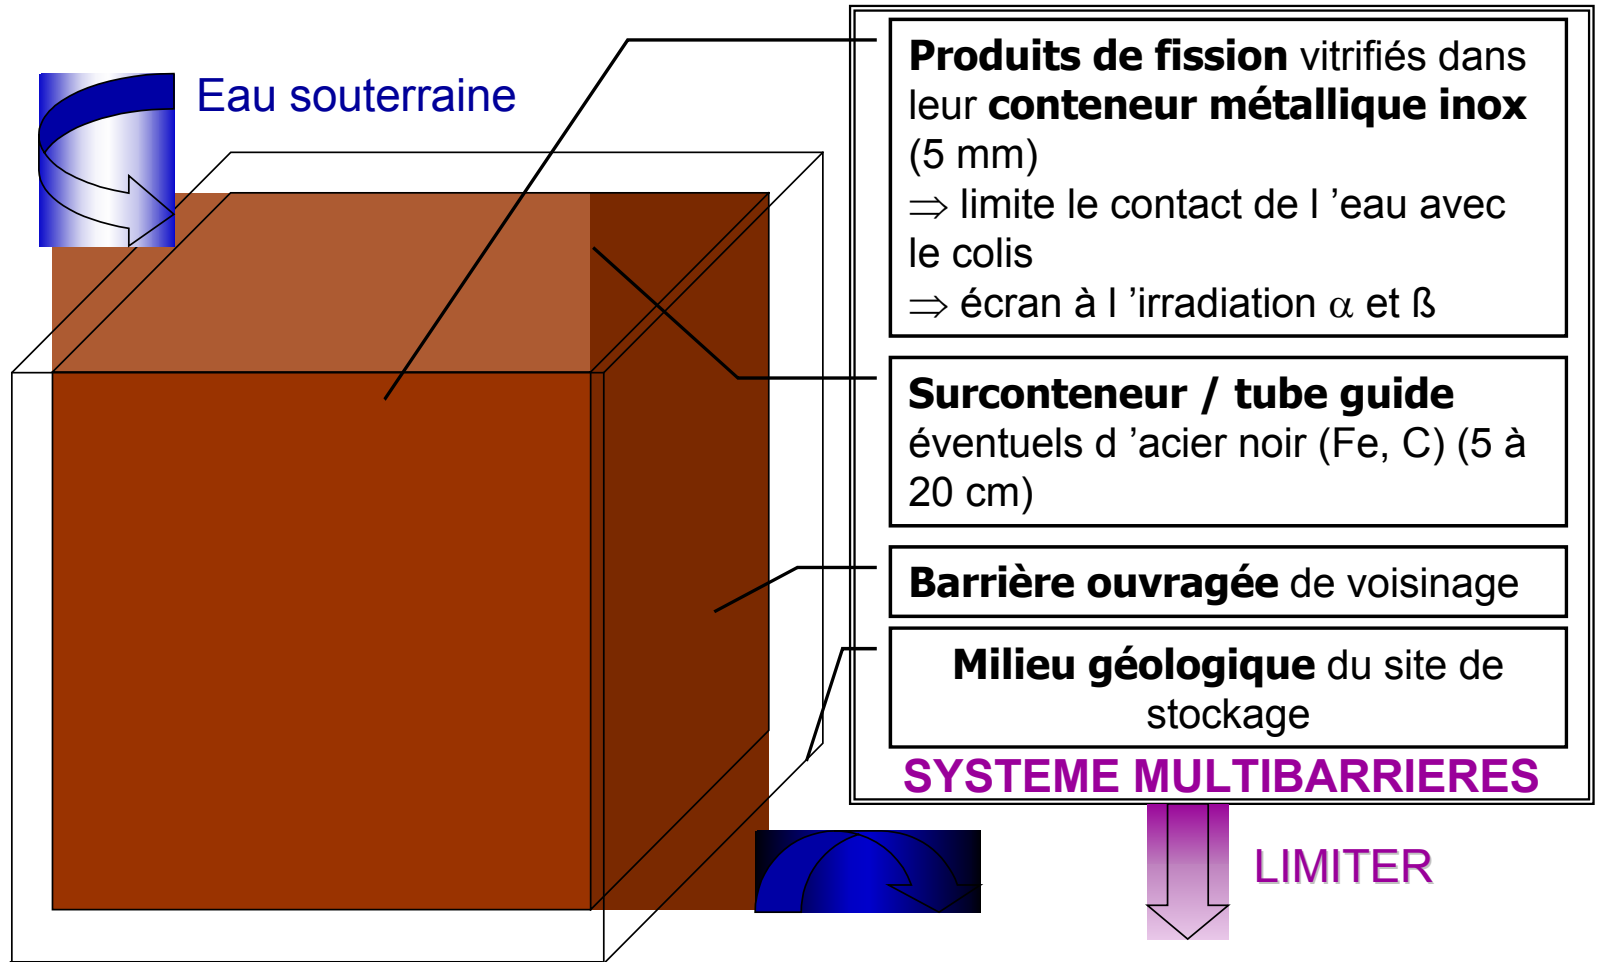 Eau souterraine
Produits de fission vitrifiés dans
leur conteneur métallique inox
(5 mm)
⇒ limite le contact de l ’eau avec
le colis
⇒ écran à l ’irradiation α et ß
Surconteneur / tube guide
éventuels d ’acier noir (Fe, C) (5 à
20 cm)
Barrière ouvragée de voisinage
Milieu géologique du site de
stockage
SYSTEME MULTIBARRIERES
LIMITER